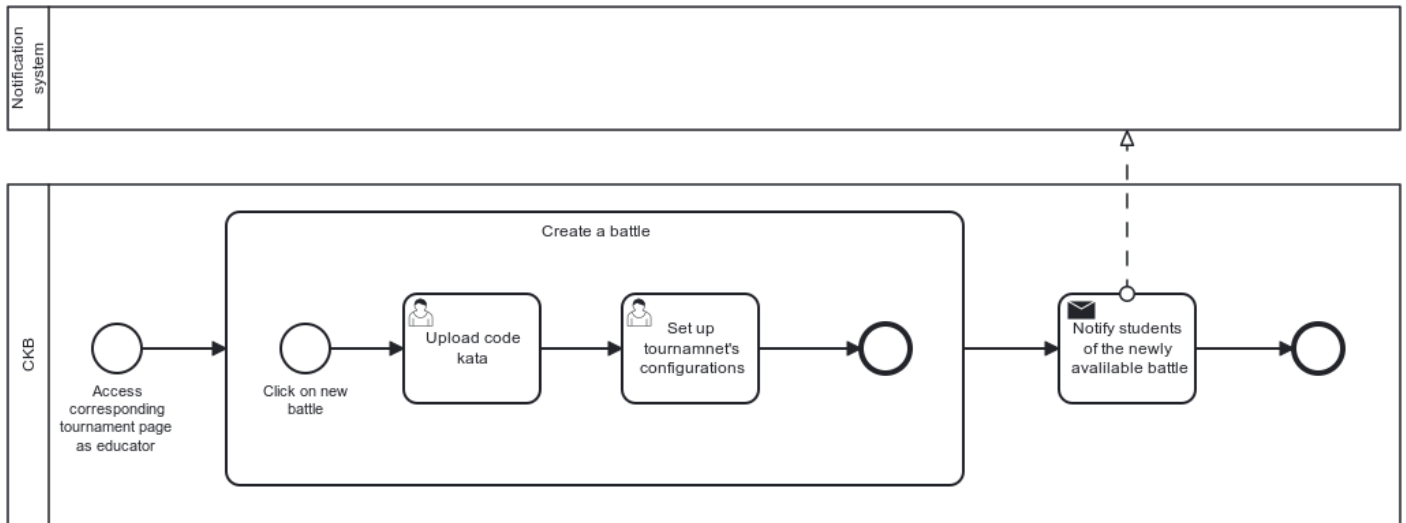 Notification
system
CKB
Create a battle
Access
corresponding
tournament page
as educator
Click on new
battle
Upload code
kata
Set up
tournamnet's
configurations
Notify students
of the newly
avalilable battle